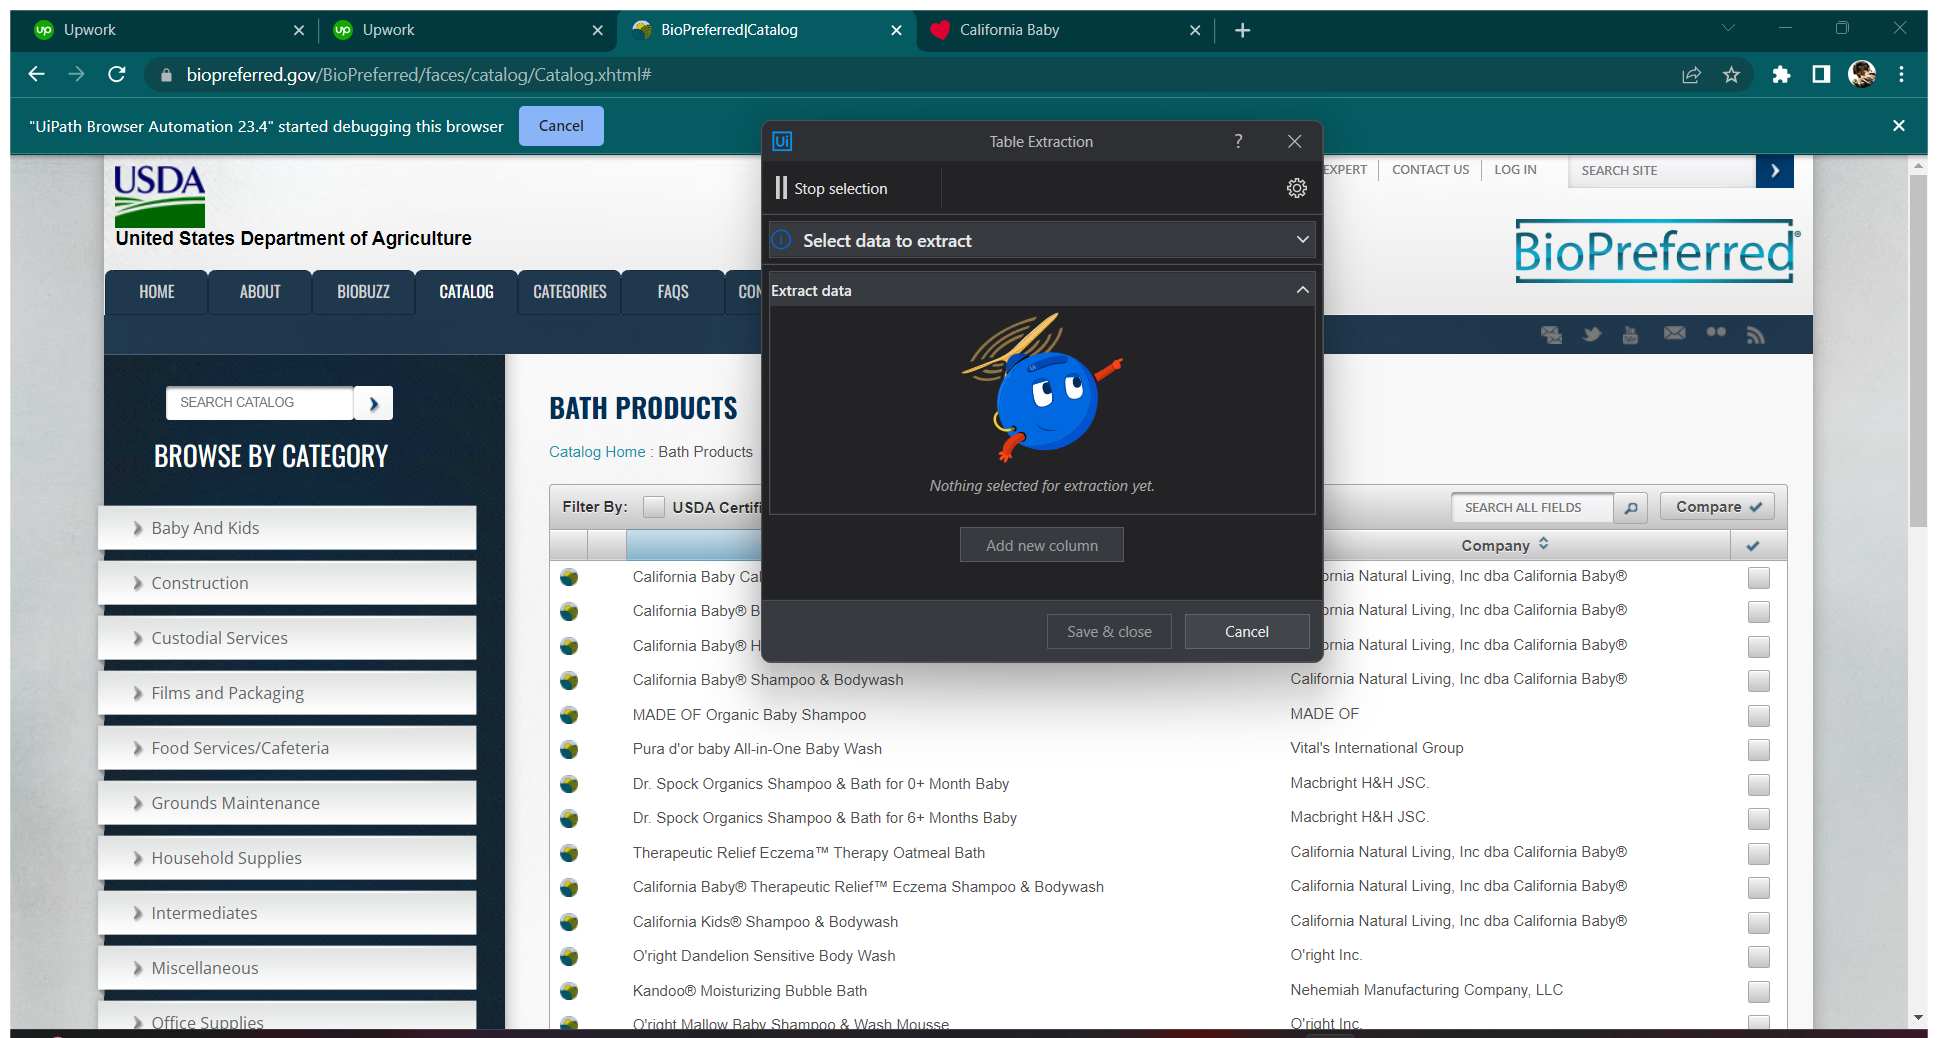 Upwork
Upwork
BioPreferred|Catalog
California Baby
biopreferred.gov/BioPreferred/faces/catalog/Catalog.xhtml#
"UiPath Browser Automation 23.4" started debugging this browser
Cancel
Ui
Table Extraction
?
Stop selection
Select data to extract
Extract data
Nothing selected for extraction yet.
Add new column
Save & close
Cancel
USDA
United States Department of Agriculture
EXPERT
CONTACT US
LOG IN
SEARCH SITE
BioPreferred®
HOME
ABOUT
BIOBUZZ
CATALOG
CATEGORIES
FAQS
CON
SEARCH CATALOG
BROWSE BY CATEGORY
Baby And Kids
Construction
Custodial Services
Films and Packaging
Food Services/Cafeteria
Grounds Maintenance
Household Supplies
Intermediates
Miscellaneous
Office Supplies
BATH PRODUCTS
Catalog Home : Bath Products
Filter By:
USDA Certifi
SEARCH ALL FIELDS
Compare
Company
California Baby Cal
ornia Natural Living, Inc dba California Baby®
California Baby® B
ornia Natural Living, Inc dba California Baby®
California Baby® H
ornia Natural Living, Inc dba California Baby®
California Baby® Shampoo & Bodywash
California Natural Living, Inc dba California Baby®
MADE OF Organic Baby Shampoo
MADE OF
Pura d'or baby All-in-One Baby Wash
Vital's International Group
Dr. Spock Organics Shampoo & Bath for 0+ Month Baby
Macbright H&H JSC.
Dr. Spock Organics Shampoo & Bath for 6+ Months Baby
Macbright H&H JSC.
Therapeutic Relief Eczema™ Therapy Oatmeal Bath
California Natural Living, Inc dba California Baby®
California Baby® Therapeutic Relief™ Eczema Shampoo & Bodywash
California Natural Living, Inc dba California Baby®
California Kids® Shampoo & Bodywash
California Natural Living, Inc dba California Baby®
O'right Dandelion Sensitive Body Wash
O'right Inc.
Kandoo® Moisturizing Bubble Bath
Nehemiah Manufacturing Company, LLC
O'right Mallow Baby Shampoo & Wash Mousse
O'right Inc.